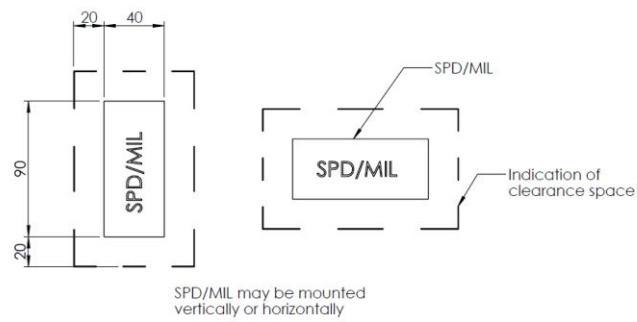 20
40
SPD/MIL
90
SPD/MIL
SPD/MIL
20
Indication of
clearance space
SPD/MIL may be mounted
vertically or horizontally